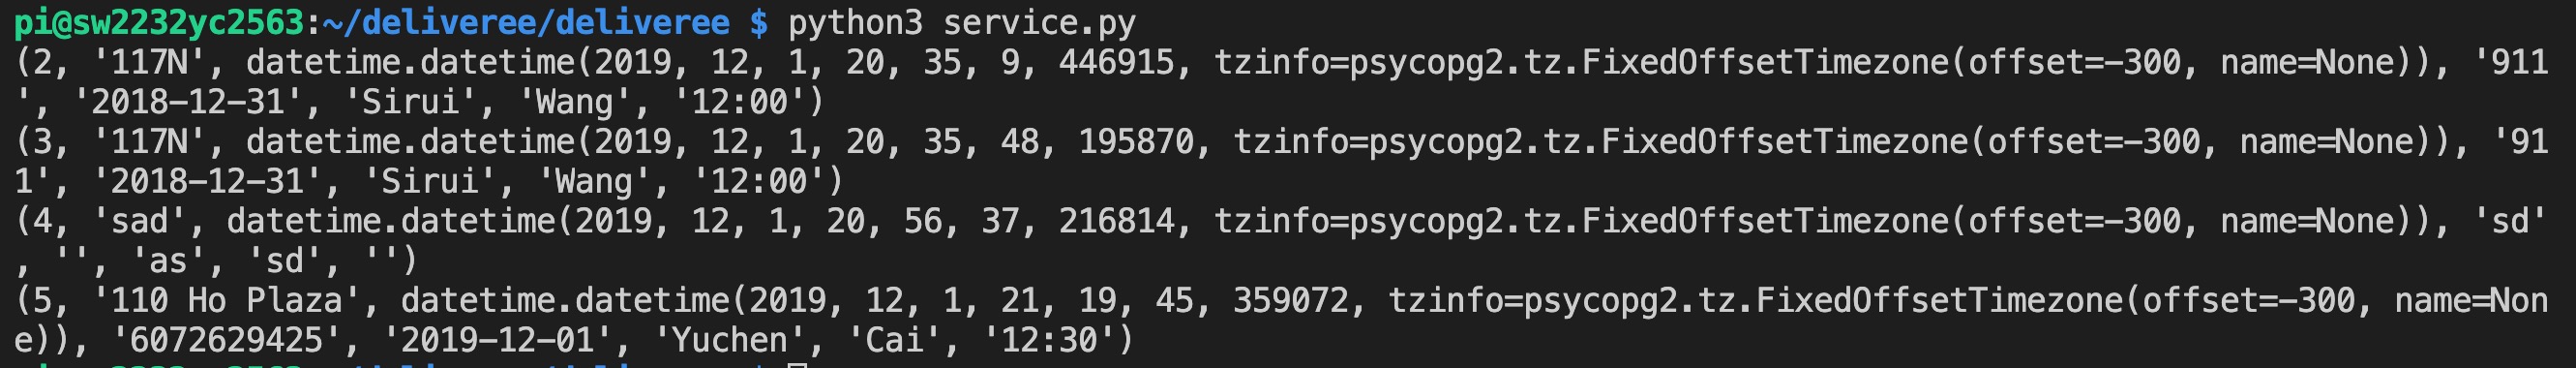 pi@sw2232yc2563:~/deliveree/deliveree $ python3 service.py
(2, '117N', datetime.datetime(2019, 12, 1, 20, 35, 9, 446915, tzinfo=psycopg2.tz.FixedOffsetTimezone(offset=-300, name=None)), '911
', '2018-12-31', 'Sirui', 'Wang', '12:00')
(3, '117N', datetime.datetime(2019, 12, 1, 20, 35, 48, 195870, tzinfo=psycopg2.tz.FixedOffsetTimezone(offset=-300, name=None)), '91
1', '2018-12-31', 'Sirui', 'Wang', '12:00')
(4, 'sad', datetime.datetime(2019, 12, 1, 20, 56, 37, 216814, tzinfo=psycopg2.tz.FixedOffsetTimezone(offset=-300, name=None)), 'sd'
, '', 'as', 'sd', '')
(5, '110 Ho Plaza', datetime.datetime(2019, 12, 1, 21, 19, 45, 359072, tzinfo=psycopg2.tz.FixedOffsetTimezone(offset=-300, name=Non
e)), '6072629425', '2019-12-01', 'Yuchen', 'Cai', '12:30')